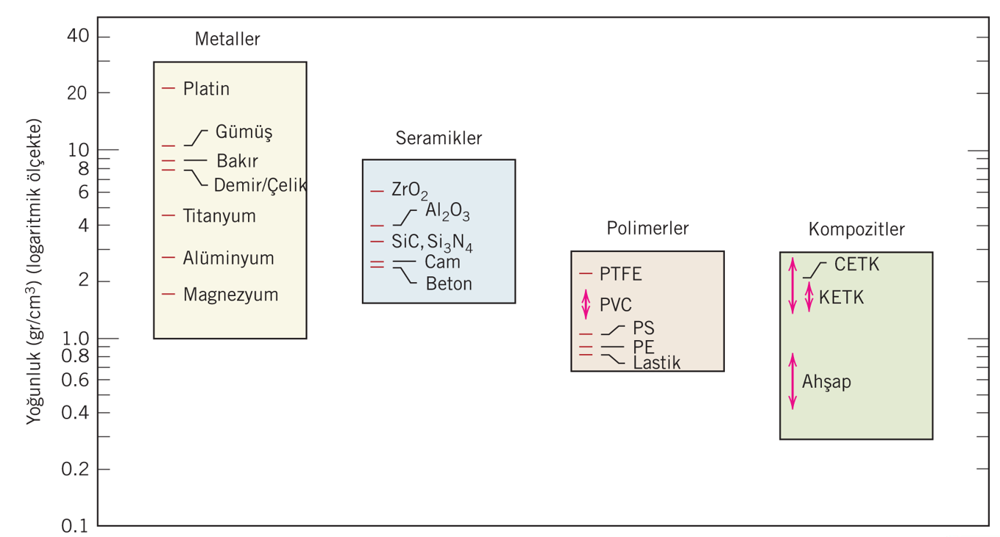 Yoğunluk (gr/cm³) (logaritmik ölçekte)
40
20
10
8
6
4
2
1.0
0.8
0.6
0.4
0.2
0.1
Metaller
Platin
Gümüş
Bakır
Demir/Çelik
Titanyum
Alüminyum
Magnezyum
Seramikler
ZrO₂
Al₂O₃
SiC, Si₃N₄
Cam
Beton
Polimerler
PTFE
PVC
PS
PE
Lastik
Kompozitler
CETK
KETK
Ahşap